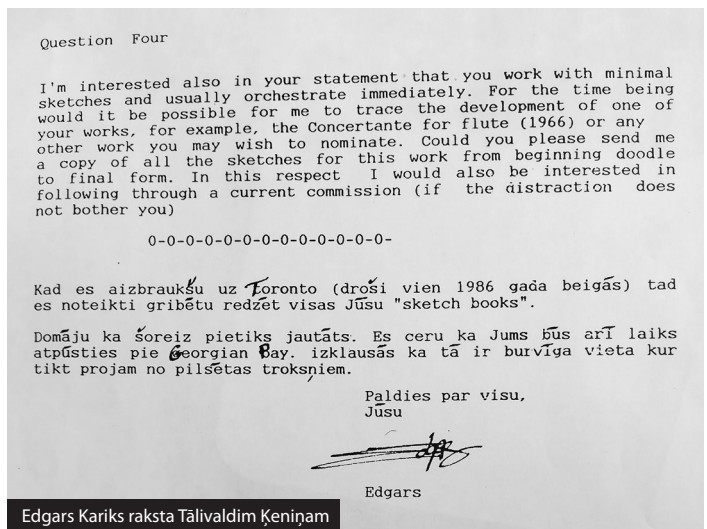 Question Four
I'm interested also in your statement that you work with minimal
sketches and usually orchestrate immediately. For the time being
would it be possible for me to trace the development of one of
your works, for example, the Concertante for flute (1966) or any
other work you may wish to nominate. Could you please send me
a copy of all the sketches for this work from beginning doodle
to final form. In this respect I would also be interested in
following through a current commission (if the distraction does
not bother you)
0-0-0-0-0-0-0-0-0-0-0-0-0-
Kad es aizbraukšu uz Toronto (droši vien 1986 gada beigās) tad
es noteikti gribētu redzēt visas Jūsu "sketch books".
Domāju ka šoreiz pietiks jautāts. Es ceru ka Jums būs arī laiks
atpūsties pie Georgian Bay. izklausās ka tā ir burvīga vieta kur
tikt projam no pilsētas trokšņiem.
Paldies par visu,
Jūsu
Edgars
Edgars Kariks raksta Tālivaldim Ķeniņam